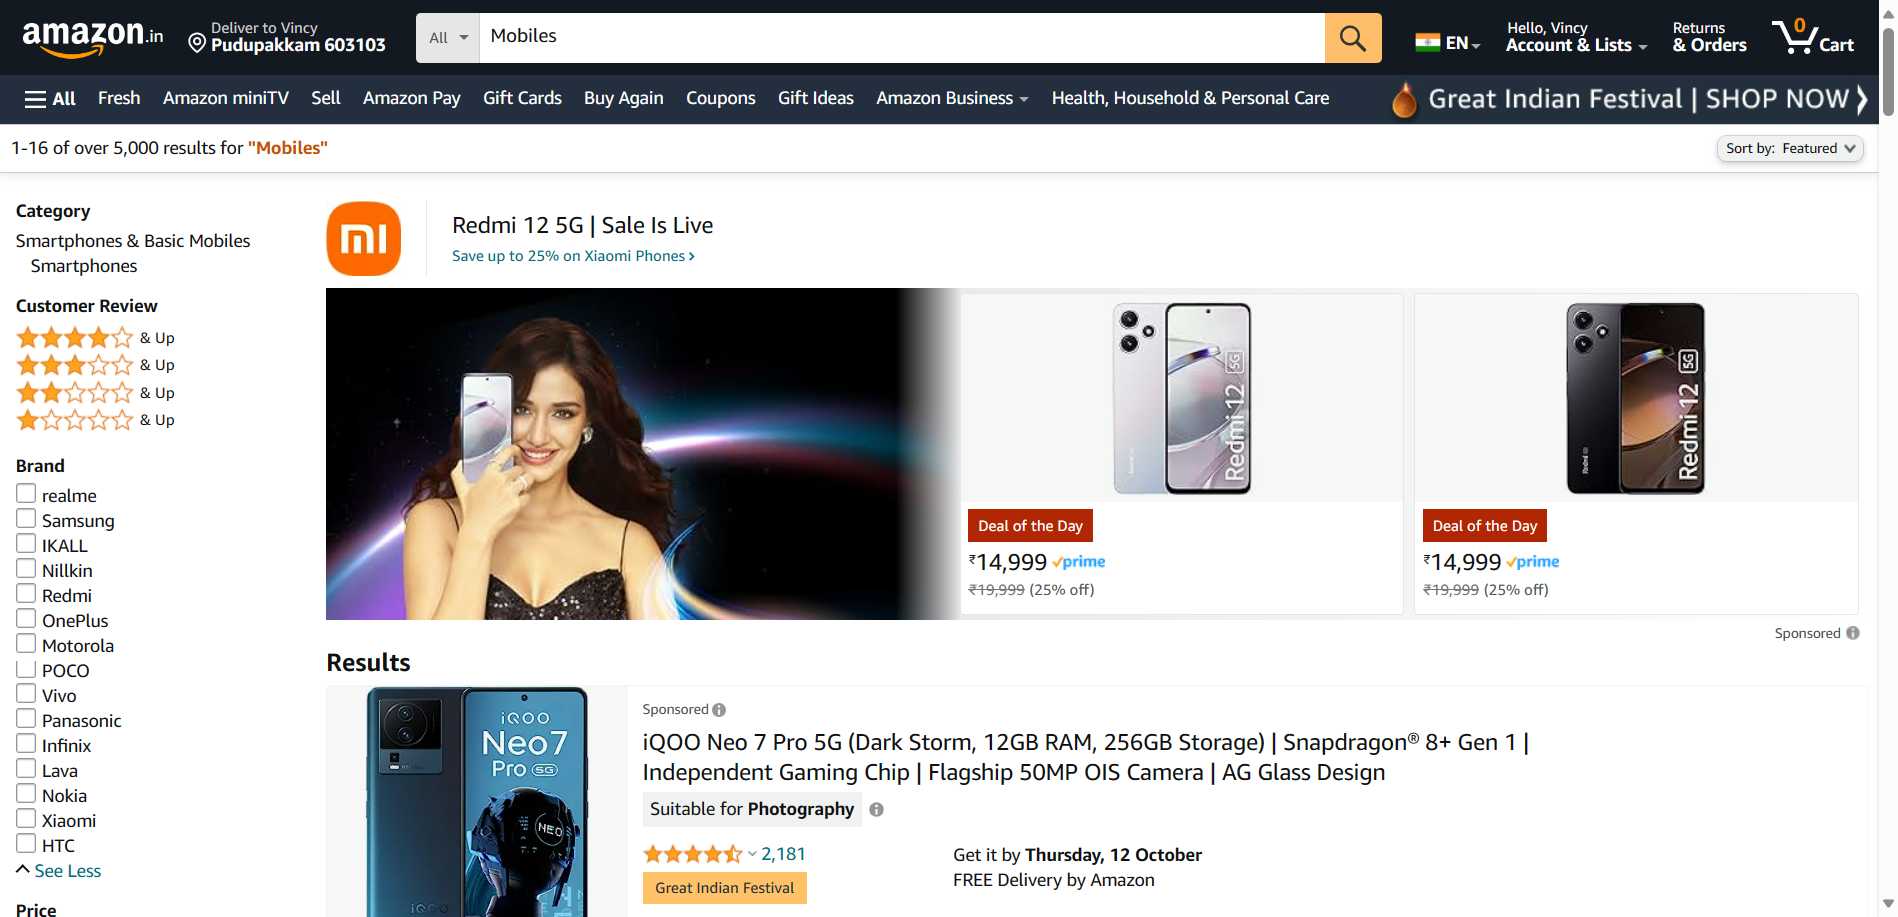 amazon.in
Deliver to Vincy
Pudupakkam 603103
All
Mobiles
EN
Hello, Vincy
Account & Lists
Returns
& Orders
0
Cart
All
Fresh
Amazon miniTV
Sell
Amazon Pay
Gift Cards
Buy Again
Coupons
Gift Ideas
Amazon Business
Health, Household & Personal Care
Great Indian Festival | SHOP NOW
1-16 of over 5,000 results for "Mobiles"
Sort by: Featured
Category
Smartphones & Basic Mobiles
Smartphones
Customer Review
& Up
& Up
& Up
& Up
Brand
realme
Samsung
IKALL
Nillkin
Redmi
OnePlus
Motorola
POCO
Vivo
Panasonic
Infinix
Lava
Nokia
Xiaomi
HTC
See Less
Price
mi
Redmi 12 5G | Sale Is Live
Save up to 25% on Xiaomi Phones
Redmi 12 5G
Deal of the Day
₹14,999 prime
₹19,999 (25% off)
Redmi 12 5G
Deal of the Day
₹14,999 prime
₹19,999 (25% off)
Sponsored
Results
iQOO
Neo7
Pro 5G
NEO
iQOO
Sponsored
iQOO Neo 7 Pro 5G (Dark Storm, 12GB RAM, 256GB Storage) | Snapdragon® 8+ Gen 1 |
Independent Gaming Chip | Flagship 50MP OIS Camera | AG Glass Design
Suitable for Photography
2,181
Great Indian Festival
Get it by Thursday, 12 October
FREE Delivery by Amazon